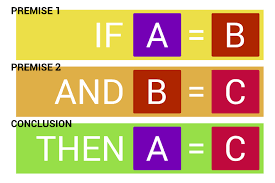 PREMISE 1
IF A = B
PREMISE 2
AND B = C
CONCLUSION
THEN A = C